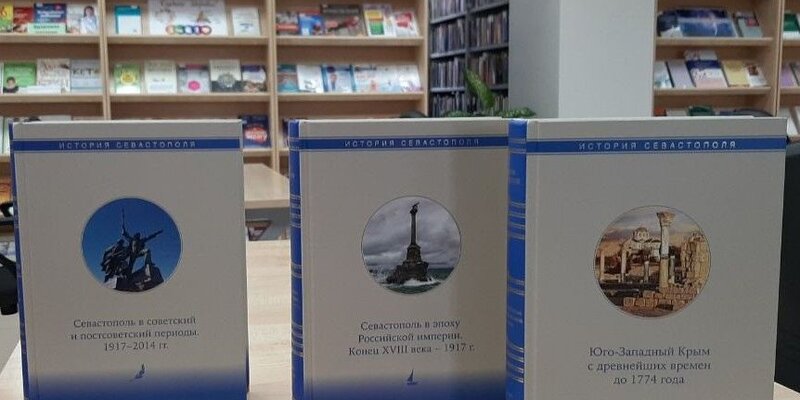 ИСТОРИЯ СЕВАСТОПОЛЯ
Севастополь в советский
и постсоветский периоды.
1917–2014 гг.
ИСТОРИЯ СЕВАСТОПОЛЯ
Севастополь в эпоху
Российской империи.
Конец XVIII века – 1917 г.
ИСТОРИЯ СЕВАСТОПОЛЯ
Юго-Западный Крым
с древнейших времен
до 1774 года